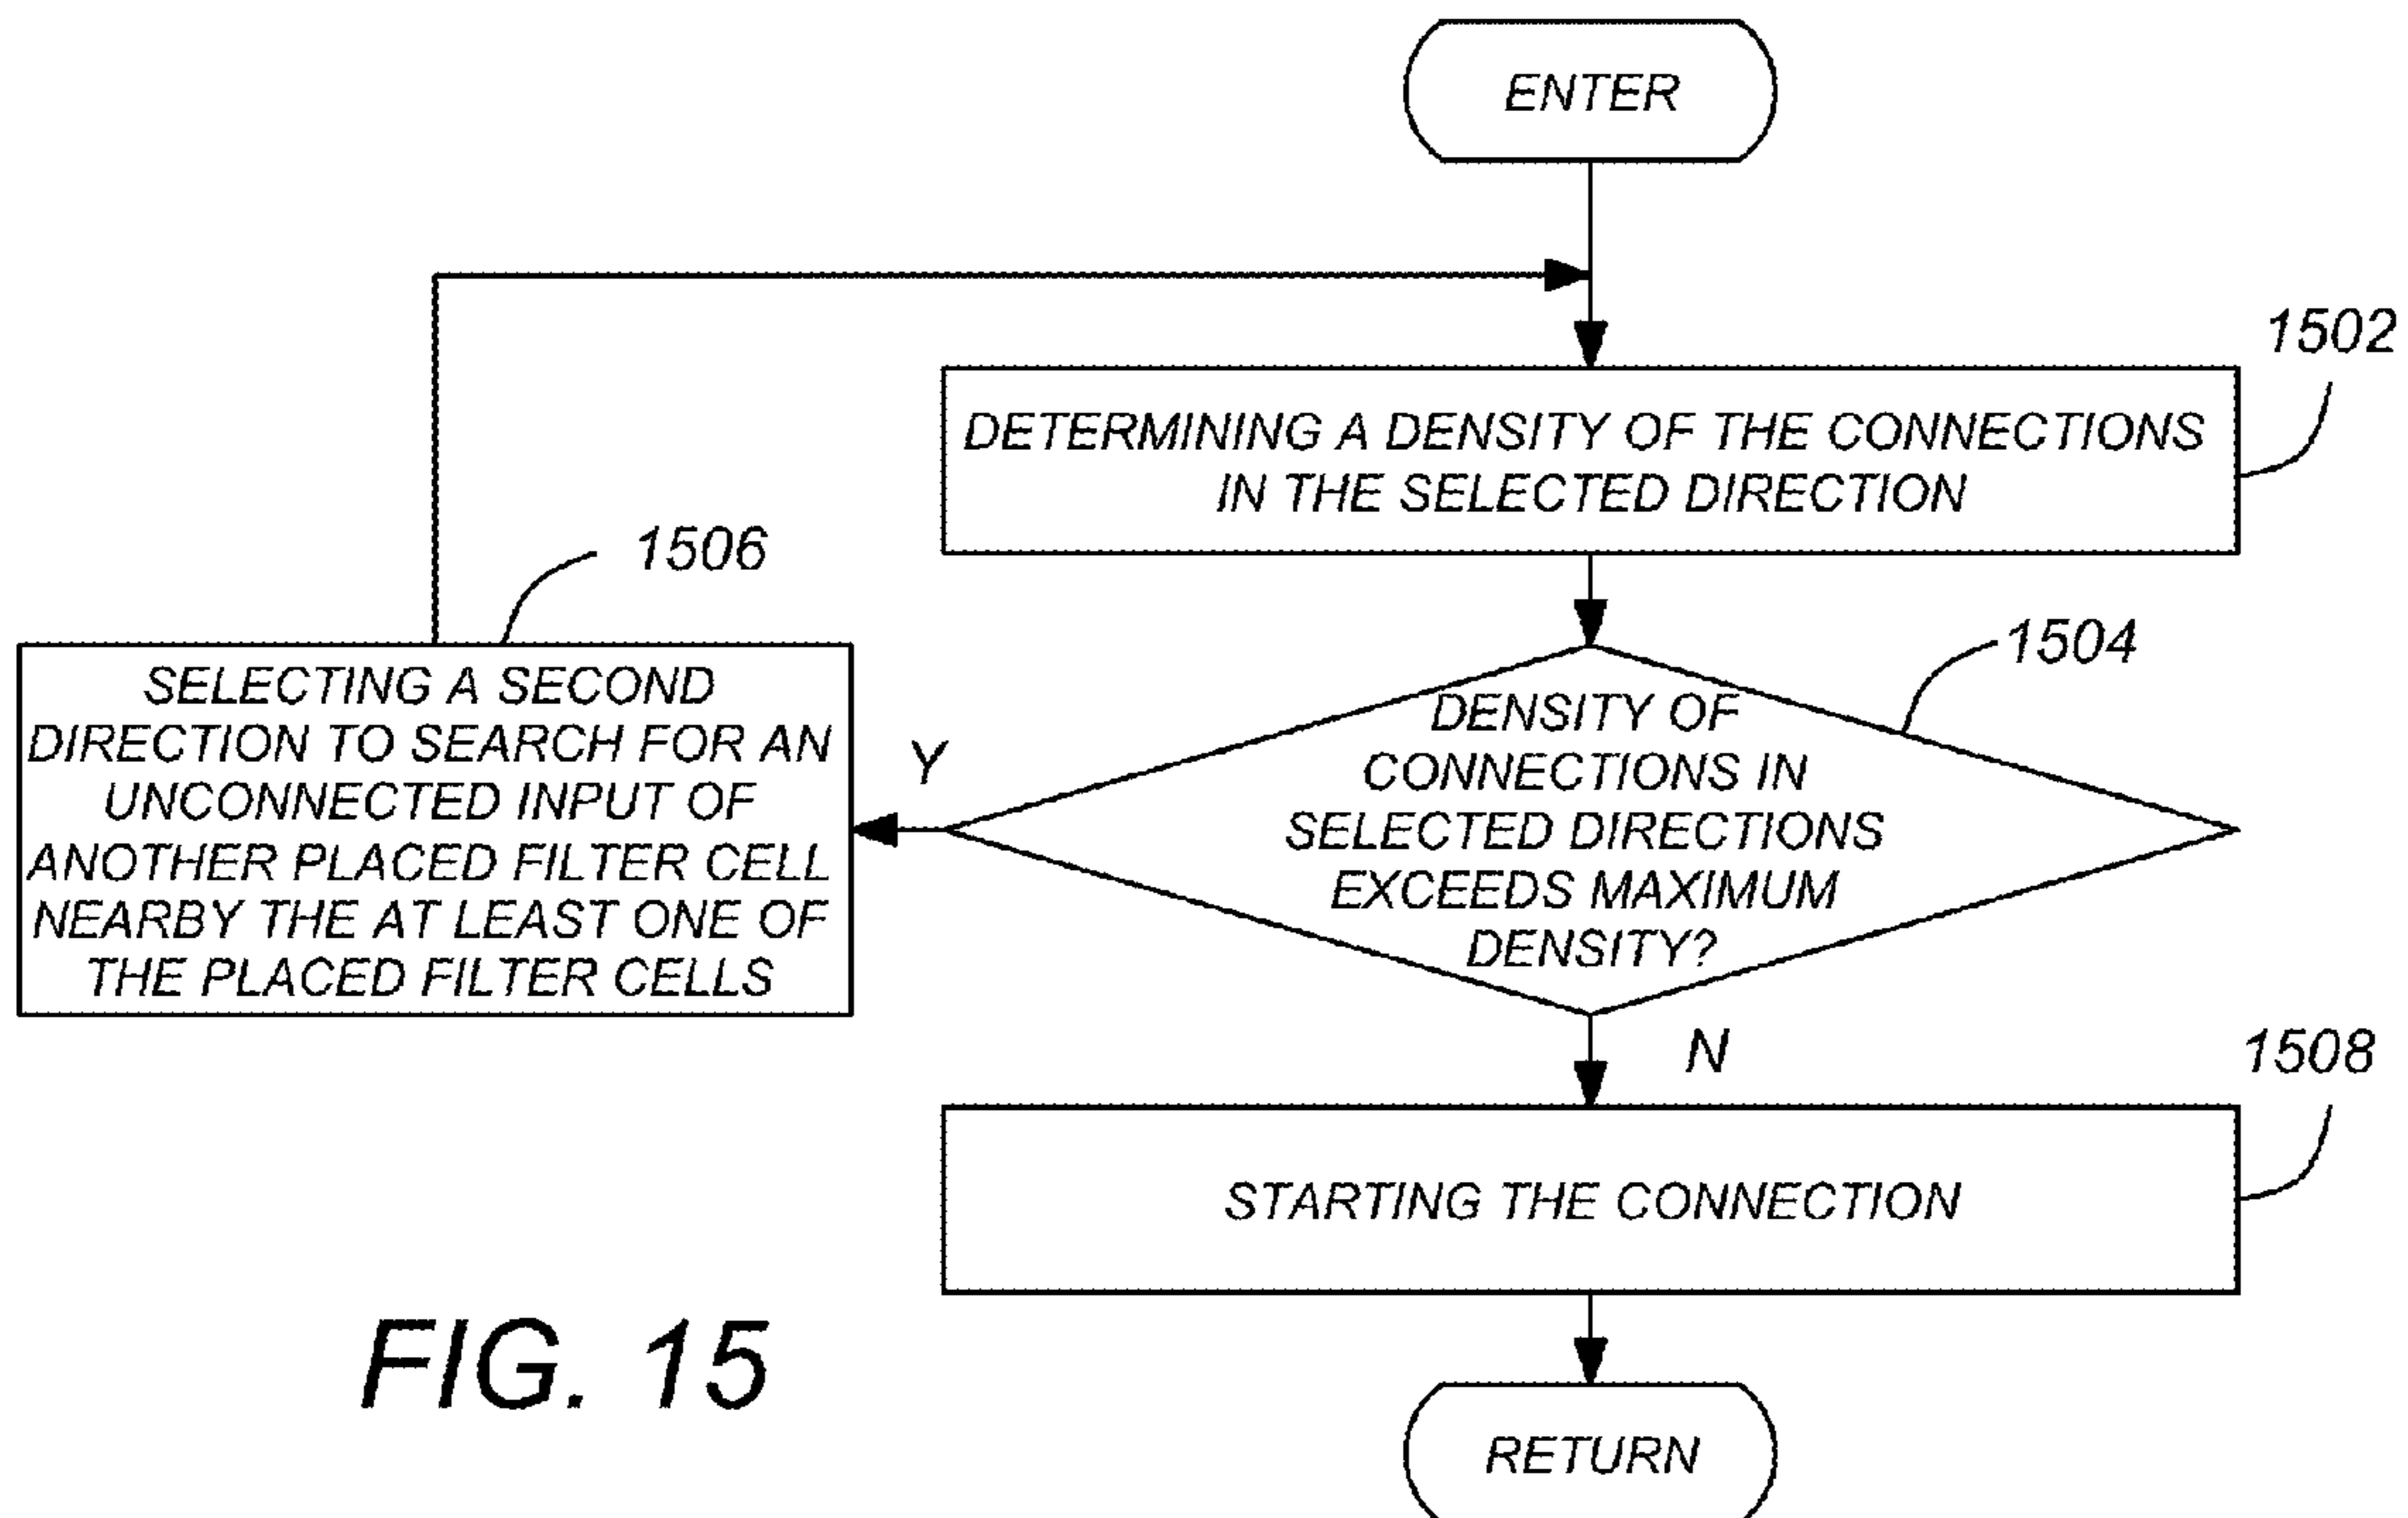 ENTER
1502
DETERMINING A DENSITY OF THE CONNECTIONS
IN THE SELECTED DIRECTION
1506
SELECTING A SECOND
DIRECTION TO SEARCH FOR AN
UNCONNECTED INPUT OF
ANOTHER PLACED FILTER CELL
NEARBY THE AT LEAST ONE OF
THE PLACED FILTER CELLS
Y
1504
DENSITY OF
CONNECTIONS IN
SELECTED DIRECTIONS
EXCEEDS MAXIMUM
DENSITY?
N
1508
STARTING THE CONNECTION
RETURN
FIG. 15